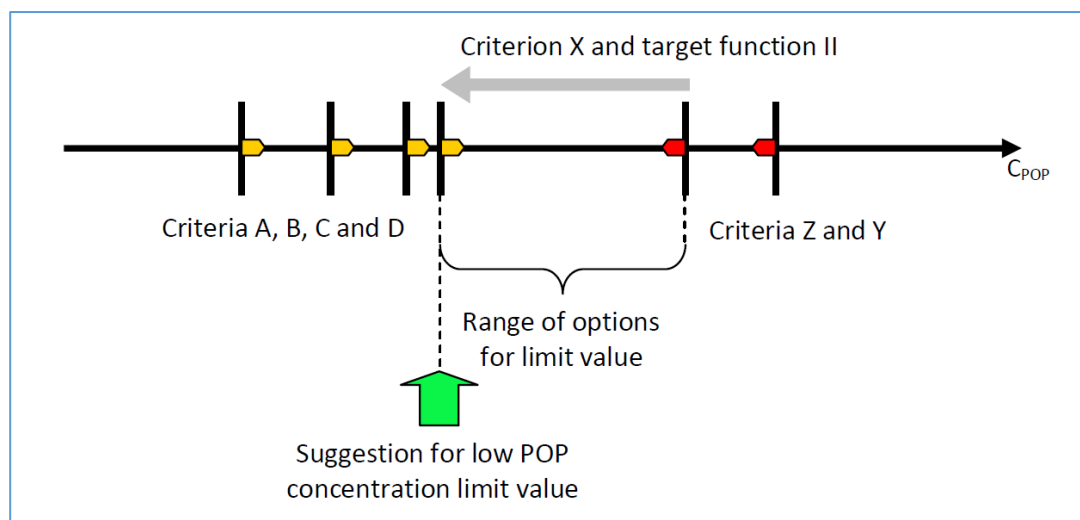 Criterion X and target function II
C_POP
Criteria A, B, C and D
Criteria Z and Y
Range of options
for limit value
Suggestion for low POP
concentration limit value